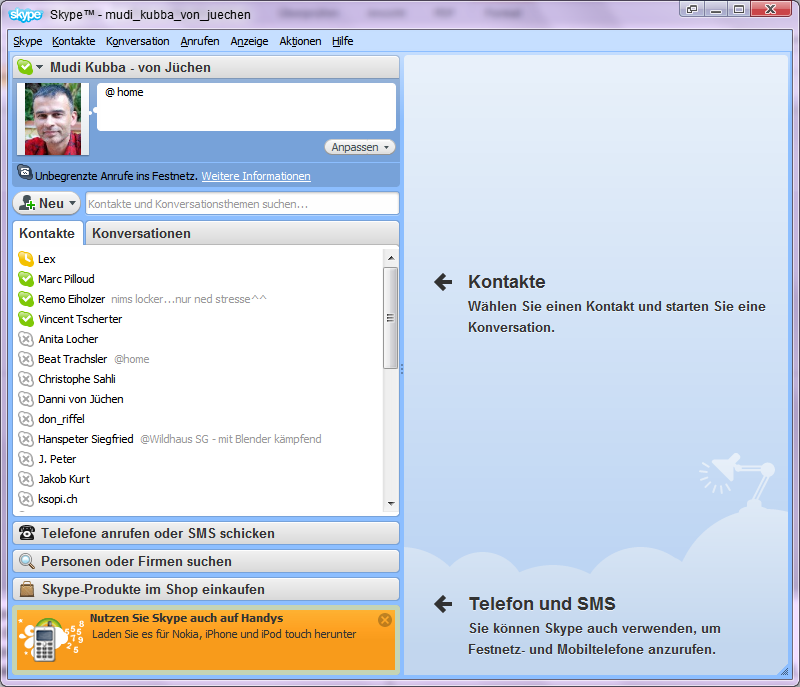 skype Skype™ - mudi_kubba_von_juechen
Skype Kontakte Konversation Anrufen Anzeige Aktionen Hilfe
Mudi Kubba - von Jüchen
@ home
Anpassen
Unbegrenzte Anrufe ins Festnetz. Weitere Informationen
Neu Kontakte und Konversationsthemen suchen...
Kontakte Konversationen
Lex
Marc Pilloud
Remo Eiholzer nims locker...nur ned stresse^^
Vincent Tscherter
Anita Locher
Beat Trachsler @home
Christophe Sahli
Danni von Jüchen
don_riffel
Hanspeter Siegfried @Wildhaus SG - mit Blender kämpfend
J. Peter
Jakob Kurt
ksopi.ch
Telefone anrufen oder SMS schicken
Personen oder Firmen suchen
Skype-Produkte im Shop einkaufen
Nutzen Sie Skype auch auf Handys
Laden Sie es für Nokia, iPhone und iPod touch herunter
Kontakte
Wählen Sie einen Kontakt und starten Sie eine
Konversation.
Telefon und SMS
Sie können Skype auch verwenden, um
Festnetz- und Mobiltelefone anzurufen.